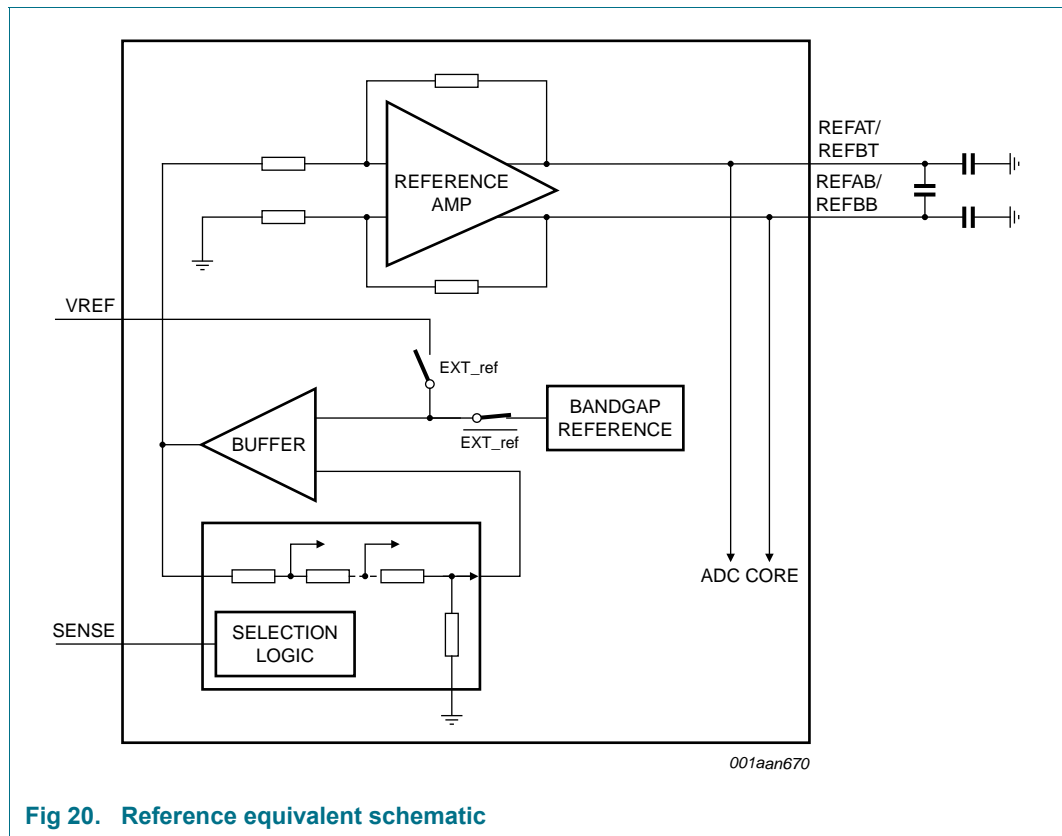 REFERENCE
AMP
REFAT/
REFBT
REFAB/
REFBB
VREF
EXT_ref
EXT_ref
BANDGAP
REFERENCE
BUFFER
ADC CORE
SENSE
SELECTION
LOGIC
001aan670
Fig 20. Reference equivalent schematic